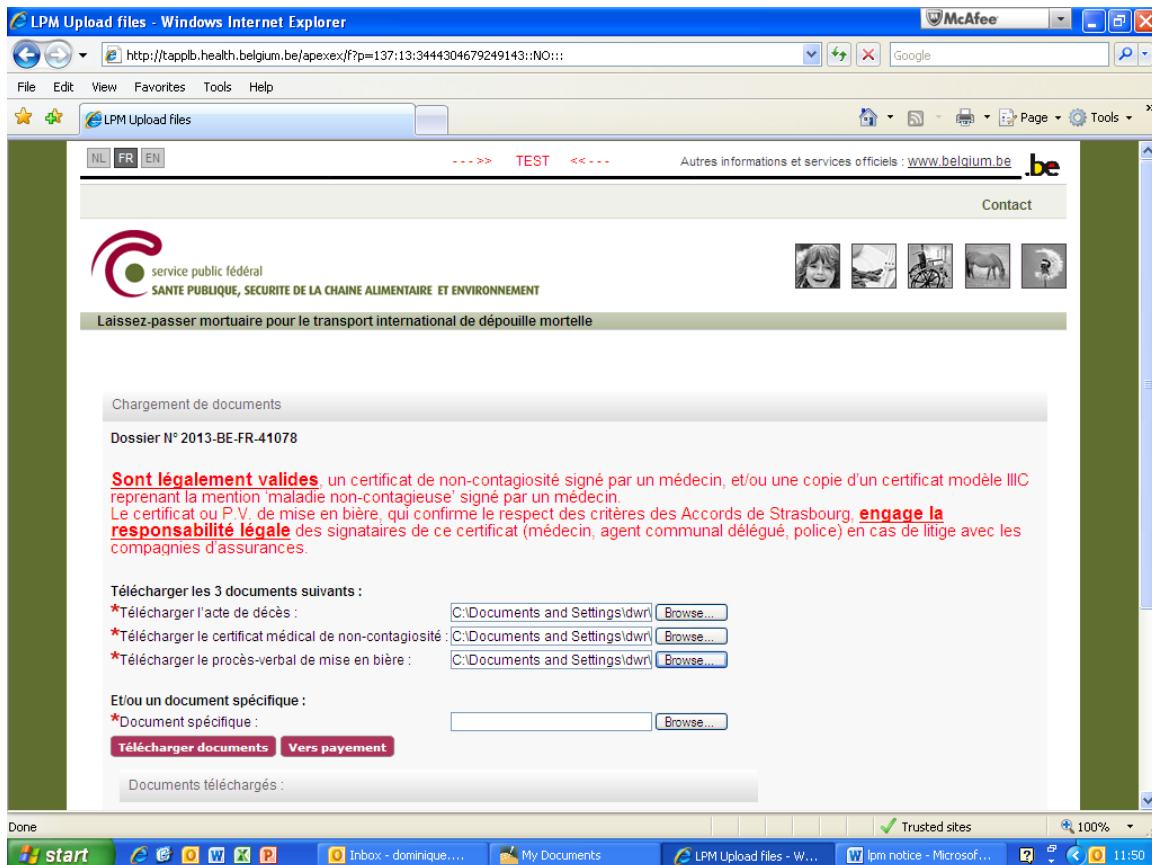 LPM Upload files - Windows Internet Explorer
McAfee
http://tapplb.health.belgium.be/apexex/f?p=137:13:3444304679249143::NO:::
Google
File Edit View Favorites Tools Help
LPM Upload files
Page Tools
NL FR EN
--->> TEST <<---
Autres informations et services officiels : www.belgium.be
.be
Contact
service public fédéral
SANTE PUBLIQUE, SECURITE DE LA CHAINE ALIMENTAIRE ET ENVIRONNEMENT
Laissez-passer mortuaire pour le transport international de dépouille mortelle
Chargement de documents
Dossier N° 2013-BE-FR-41078
Sont légalement valides, un certificat de non-contagiosité signé par un médecin, et/ou une copie d'un certificat modèle IIIC
reprenant la mention 'maladie non-contagieuse' signé par un médecin.
Le certificat ou P.V. de mise en bière, qui confirme le respect des critères des Accords de Strasbourg, engage la
responsabilité légale des signataires de ce certificat (médecin, agent communal délégué, police) en cas de litige avec les
compagnies d'assurances.
Télécharger les 3 documents suivants :
*Télécharger l'acte de décès : C:\Documents and Settings\dwr\ Browse...
*Télécharger le certificat médical de non-contagiosité : C:\Documents and Settings\dwr\ Browse...
*Télécharger le procès-verbal de mise en bière : C:\Documents and Settings\dwr\ Browse...
Et/ou un document spécifique :
*Document spécifique : Browse...
Télécharger documents Vers payement
Documents téléchargés :
Done
Trusted sites
100%
start
Inbox - dominique....
My Documents
LPM Upload files - W...
lpm notice - Microsof...
11:50